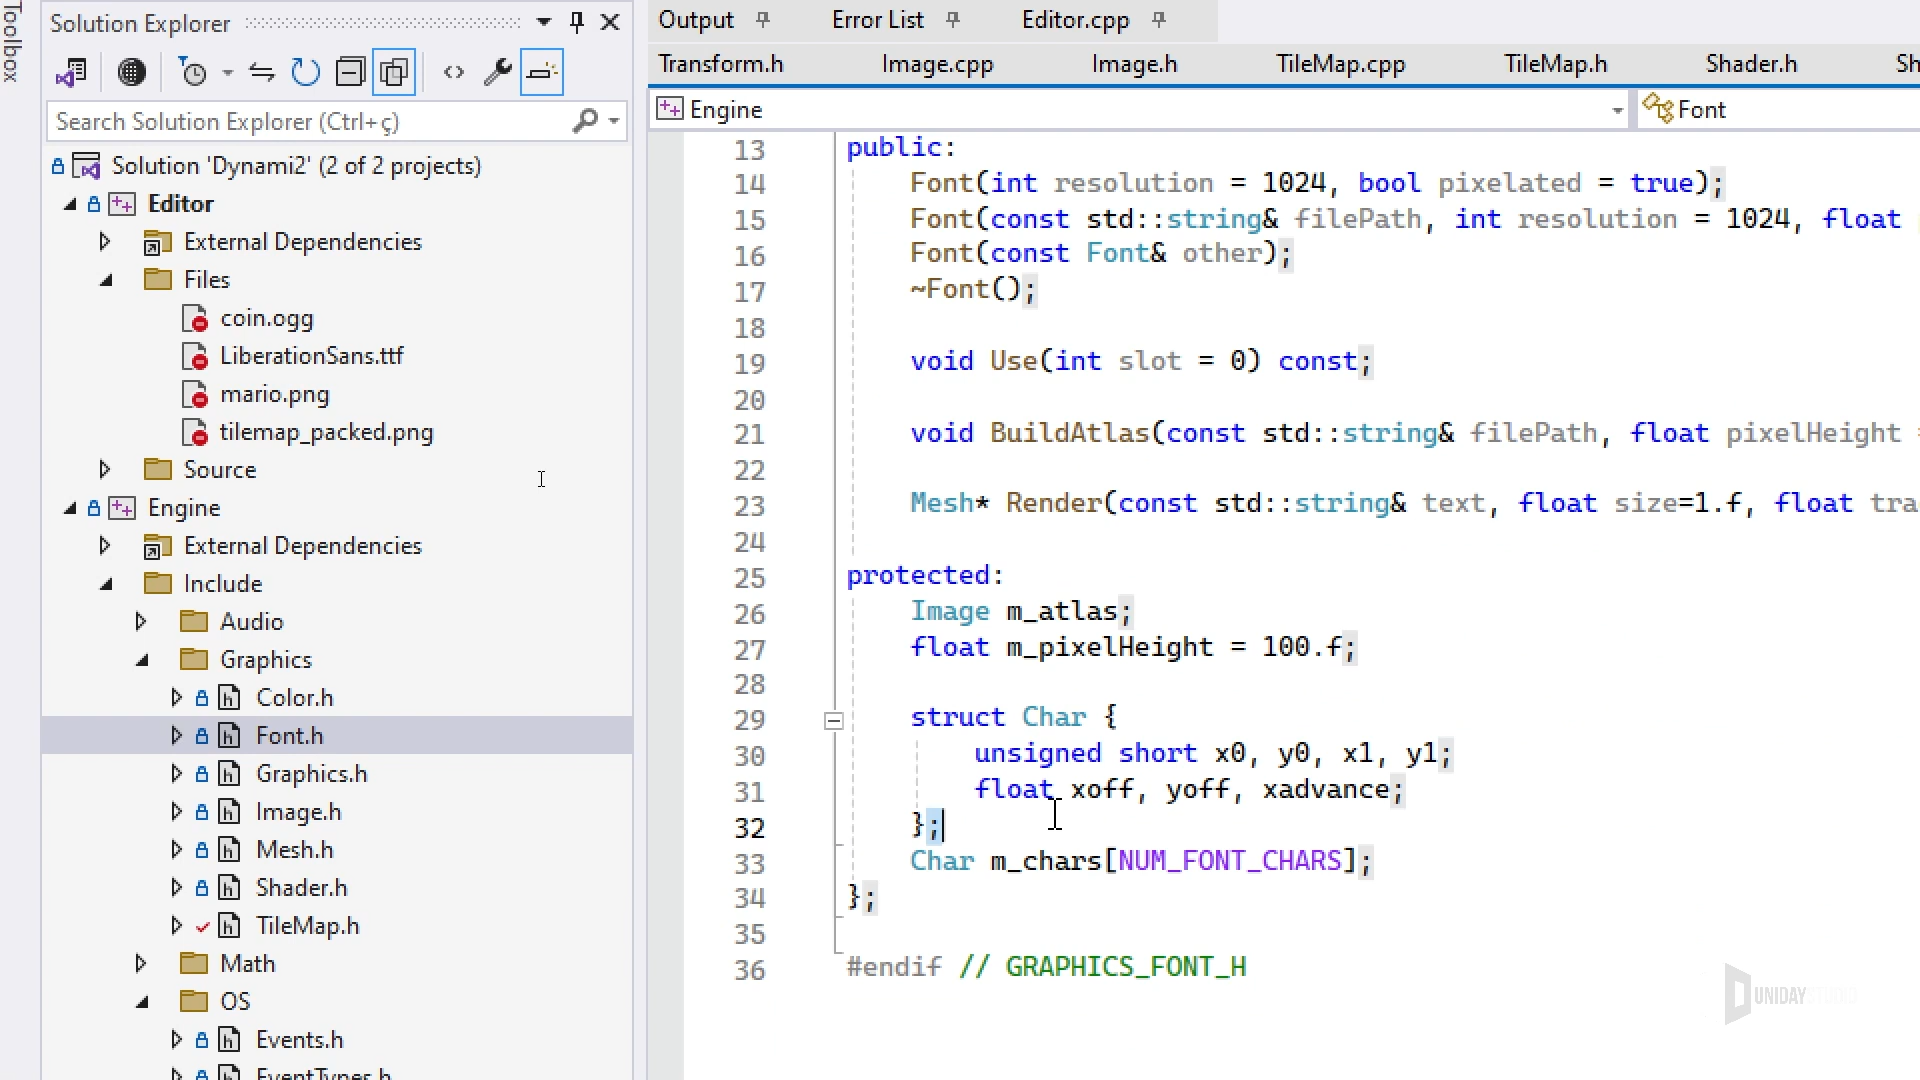 Toolbox
Solution Explorer
Search Solution Explorer (Ctrl+ç)
Solution 'Dynami2' (2 of 2 projects)
Editor
External Dependencies
Files
coin.ogg
LiberationSans.ttf
mario.png
tilemap_packed.png
Source
Engine
External Dependencies
Include
Audio
Graphics
Color.h
Font.h
Graphics.h
Image.h
Mesh.h
Shader.h
TileMap.h
Math
OS
Events.h
EventTypes.h
Output Error List Editor.cpp
Transform.h Image.cpp Image.h TileMap.cpp TileMap.h Shader.h Sh
Engine Font
13 public:
14 Font(int resolution = 1024, bool pixelated = true);
15 Font(const std::string& filePath, int resolution = 1024, float
16 Font(const Font& other);
17 ~Font();
18
19 void Use(int slot = 0) const;
20
21 void BuildAtlas(const std::string& filePath, float pixelHeight =
22
23 Mesh* Render(const std::string& text, float size=1.f, float tra
24
25 protected:
26 Image m_atlas;
27 float m_pixelHeight = 100.f;
28
29 struct Char {
30 unsigned short x0, y0, x1, y1;
31 float xoff, yoff, xadvance;
32 };
33 Char m_chars[NUM_FONT_CHARS];
34 };
35
36 #endif // GRAPHICS_FONT_H
UNIDAY